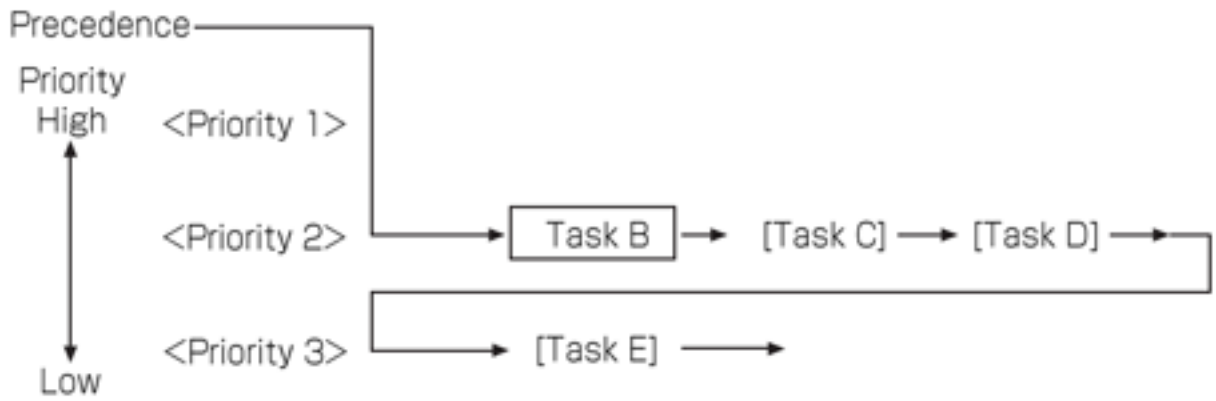 Precedence
Priority
High
<Priority 1>
<Priority 2>
Task B
[Task C]
[Task D]
<Priority 3>
[Task E]
Low